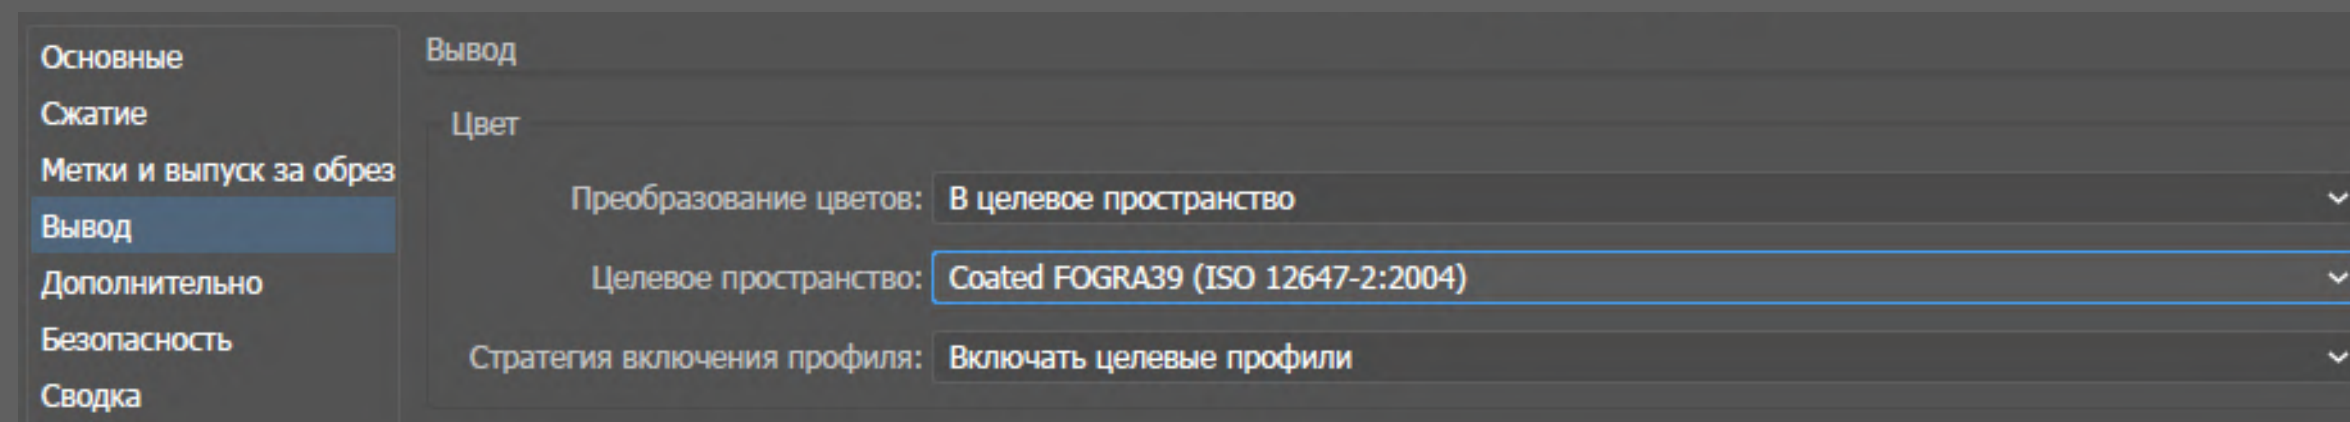 Основные
Сжатие
Метки и выпуск за обрез
Вывод
Дополнительно
Безопасность
Сводка
Вывод
Цвет
Преобразование цветов: В целевое пространство
Целевое пространство: Coated FOGRA39 (ISO 12647-2:2004)
Стратегия включения профиля: Включать целевые профили